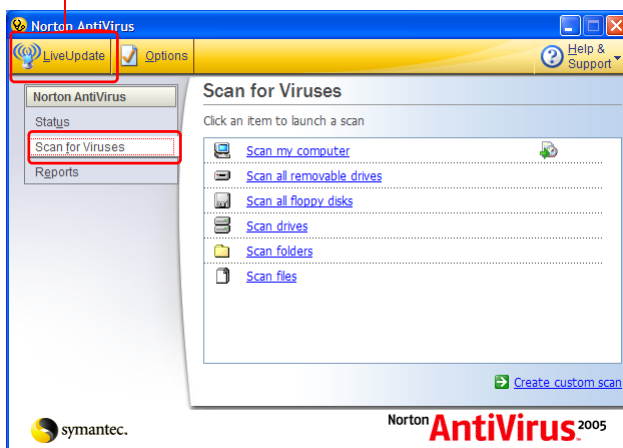 Norton AntiVirus
LiveUpdate Options Help & Support
Norton AntiVirus
Status
Scan for Viruses
Reports
Scan for Viruses
Click an item to launch a scan
Scan my computer
Scan all removable drives
Scan all floppy disks
Scan drives
Scan folders
Scan files
Create custom scan
symantec.
Norton AntiVirus 2005